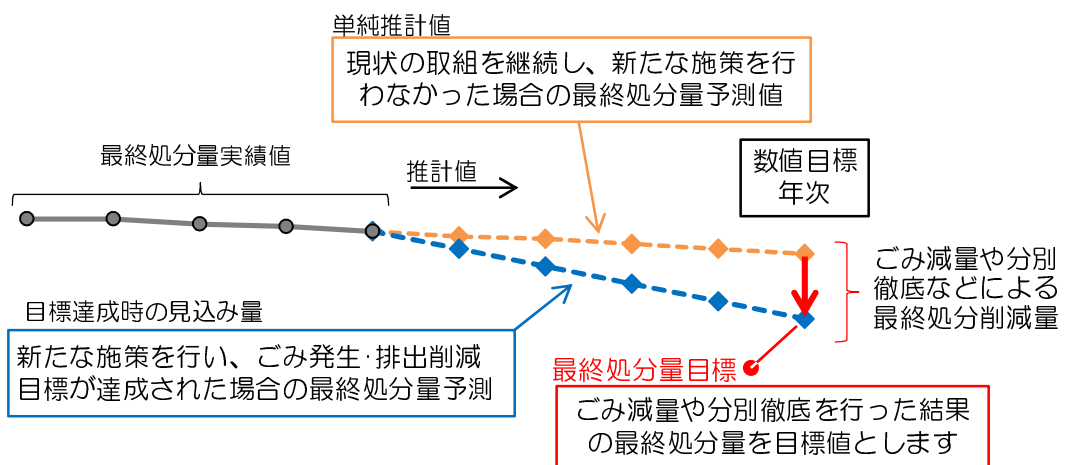 単純推計値
現状の取組を継続し、新たな施策を行
わなかった場合の最終処分量予測値
最終処分量実績値
推計値
数値目標
年次
ごみ減量や分別
徹底などによる
最終処分削減量
目標達成時の見込み量
新たな施策を行い、ごみ発生･排出削減
目標が達成された場合の最終処分量予測
最終処分量目標
ごみ減量や分別徹底を行った結果
の最終処分量を目標値とします